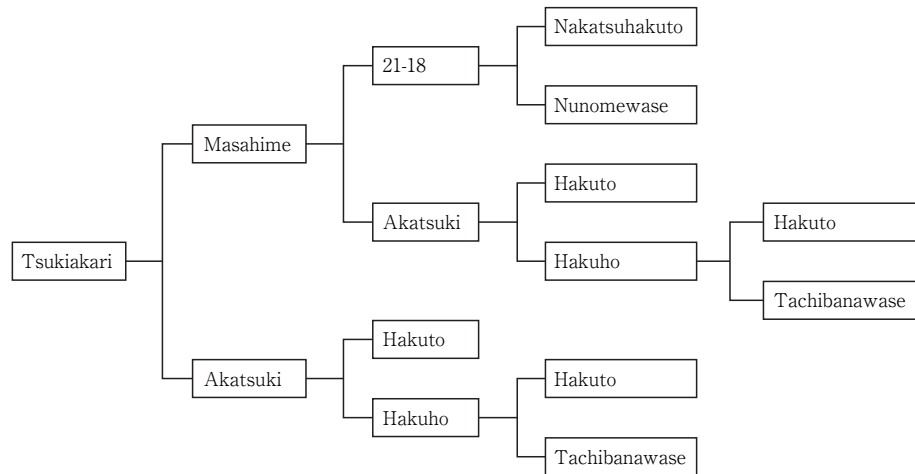 Nakatsuhakuto
21-18
Nunomewase
Masahime
Hakuto
Akatsuki
Hakuto
Hakuho
Tsukiakari
Tachibanawase
Hakuto
Akatsuki
Hakuto
Hakuho
Tachibanawase